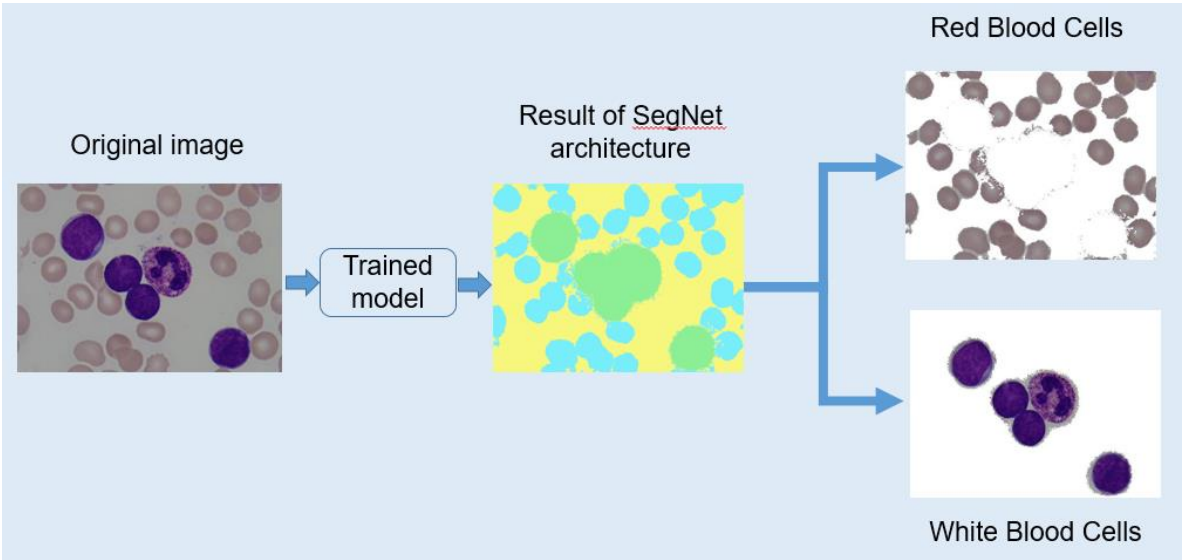 Original image
Trained
model
Result of SegNet
architecture
Red Blood Cells
White Blood Cells